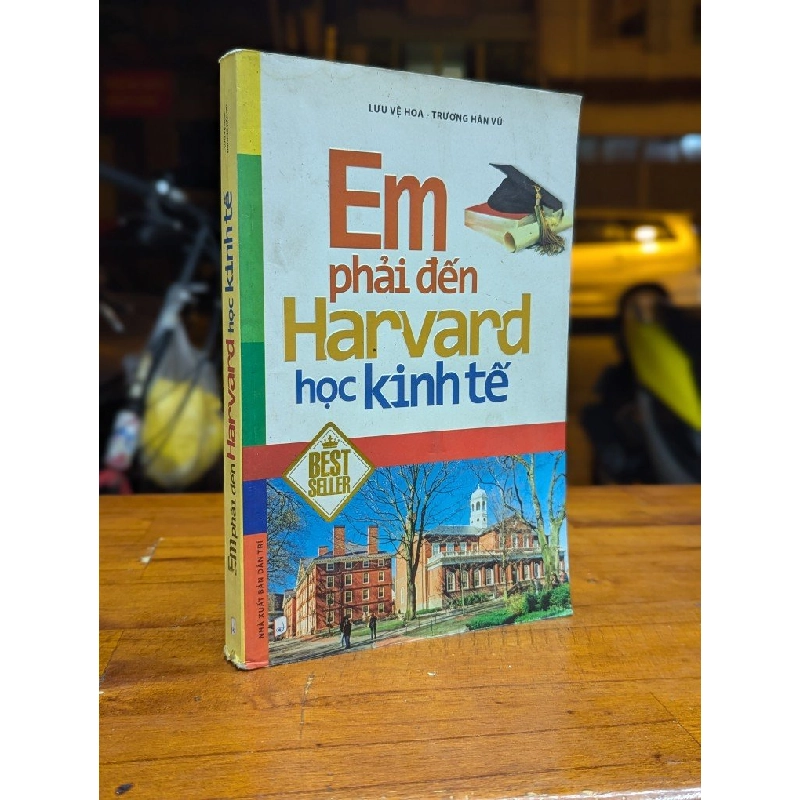 LƯU VỆ HOA - TRƯƠNG HÂN VŨ
Em
phải đến
Harvard
học kinh tế
BEST
SELLER
Em phải đến Harvard học kinh tế
NHÀ XUẤT BẢN DÂN TRÍ